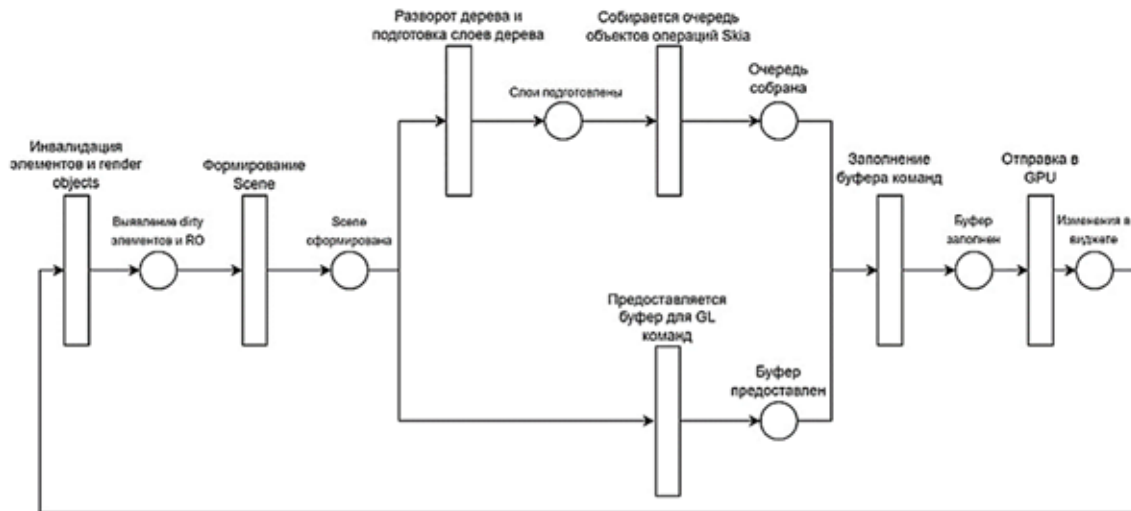 Разворот дерева и
подготовка слоев дерева
Собирается очередь
объектов операций Skia
Слои подготовлены
Очередь
собрана
Инвалидация
элементов и render
objects
Выявление dirty
элементов и RO
Формирование
Scene
Scene
сформирована
Заполнение
буфера команд
Отправка в
GPU
Буфер
заполнен
Изменения в
виджете
Предоставляется
буфер для GL
команд
Буфер
предоставлен